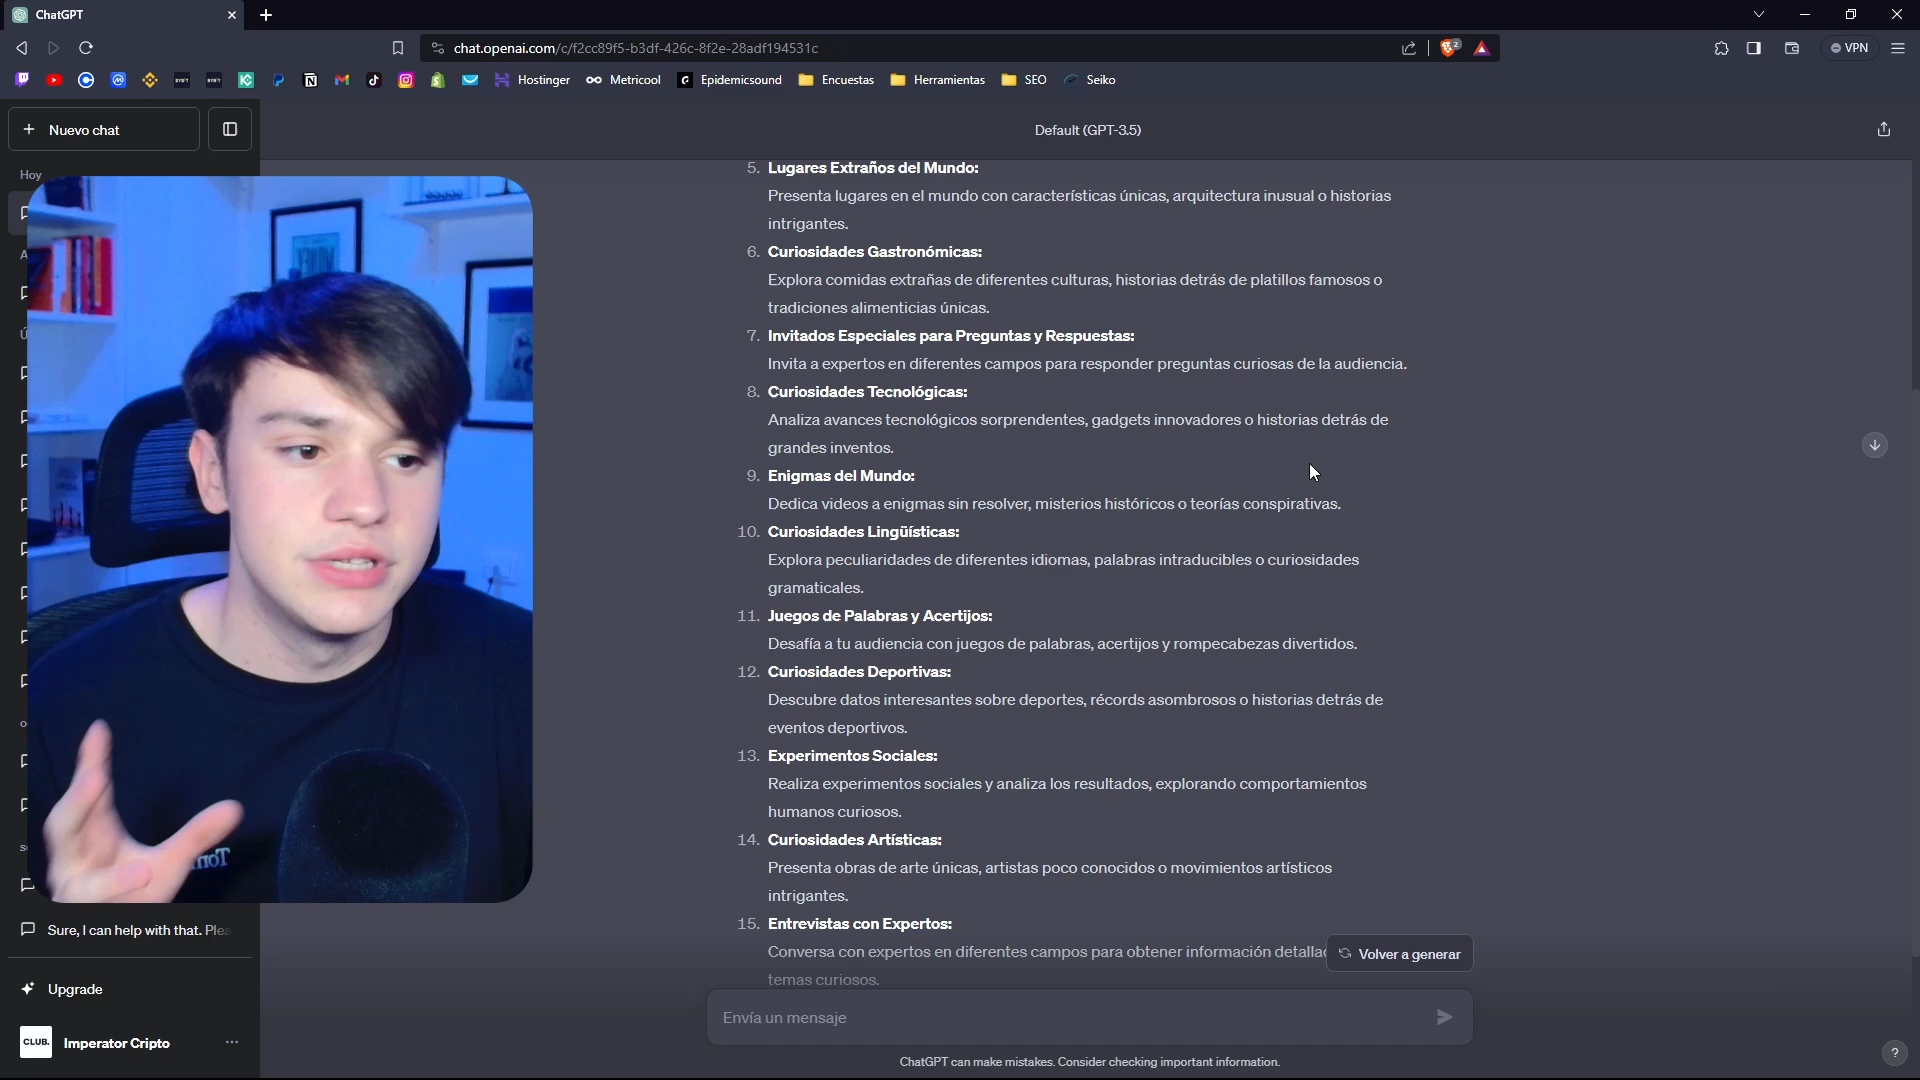 ChatGPT
chat.openai.com/c/f2cc89f5-b3df-426c-8f2e-28adf194531c
2
VPN
Hostinger
Metricool
Epidemicsound
Encuestas
Herramientas
SEO
Seiko
Nuevo chat
Default (GPT-3.5)
Hoy
5. Lugares Extraños del Mundo:
Presenta lugares en el mundo con características únicas, arquitectura inusual o historias
intrigantes.
6. Curiosidades Gastronómicas:
Explora comidas extrañas de diferentes culturas, historias detrás de platillos famosos o
tradiciones alimenticias únicas.
7. Invitados Especiales para Preguntas y Respuestas:
Invita a expertos en diferentes campos para responder preguntas curiosas de la audiencia.
8. Curiosidades Tecnológicas:
Analiza avances tecnológicos sorprendentes, gadgets innovadores o historias detrás de
grandes inventos.
9. Enigmas del Mundo:
Dedica videos a enigmas sin resolver, misterios históricos o teorías conspirativas.
10. Curiosidades Lingüísticas:
Explora peculiaridades de diferentes idiomas, palabras intraducibles o curiosidades
gramaticales.
11. Juegos de Palabras y Acertijos:
Desafía a tu audiencia con juegos de palabras, acertijos y rompecabezas divertidos.
12. Curiosidades Deportivas:
Descubre datos interesantes sobre deportes, récords asombrosos o historias detrás de
eventos deportivos.
13. Experimentos Sociales:
Realiza experimentos sociales y analiza los resultados, explorando comportamientos
humanos curiosos.
14. Curiosidades Artísticas:
Presenta obras de arte únicas, artistas poco conocidos o movimientos artísticos
intrigantes.
15. Entrevistas con Expertos:
Conversa con expertos en diferentes campos para obtener información detallad
temas curiosos.
Volver a generar
Sure, I can help with that. Plea
Upgrade
CLUB.
Imperator Cripto
Envía un mensaje
ChatGPT can make mistakes. Consider checking important information.
?